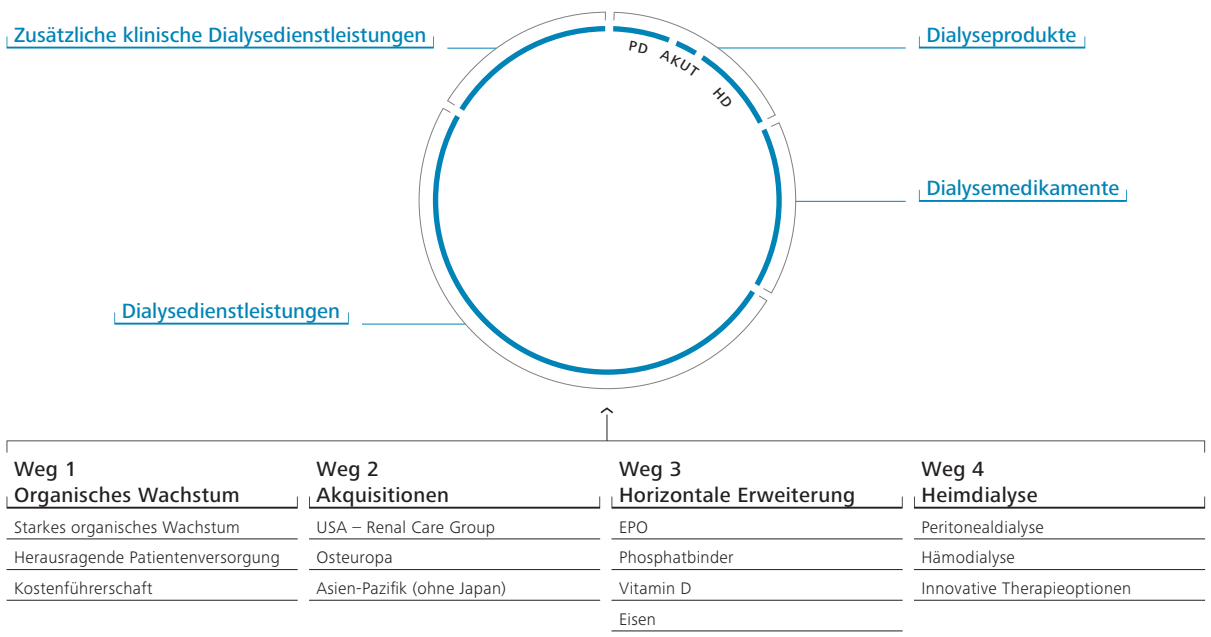 Zusätzliche klinische Dialysedienstleistungen
Dialyseprodukte
PD
AKUT
HD
Dialysemedikamente
Dialysedienstleistungen
Weg 1
Organisches Wachstum
Starkes organisches Wachstum
Herausragende Patientenversorgung
Kostenführerschaft
Weg 2
Akquisitionen
USA – Renal Care Group
Osteuropa
Asien-Pazifik (ohne Japan)
Weg 3
Horizontale Erweiterung
EPO
Phosphatbinder
Vitamin D
Eisen
Weg 4
Heimdialyse
Peritonealdialyse
Hämodialyse
Innovative Therapieoptionen